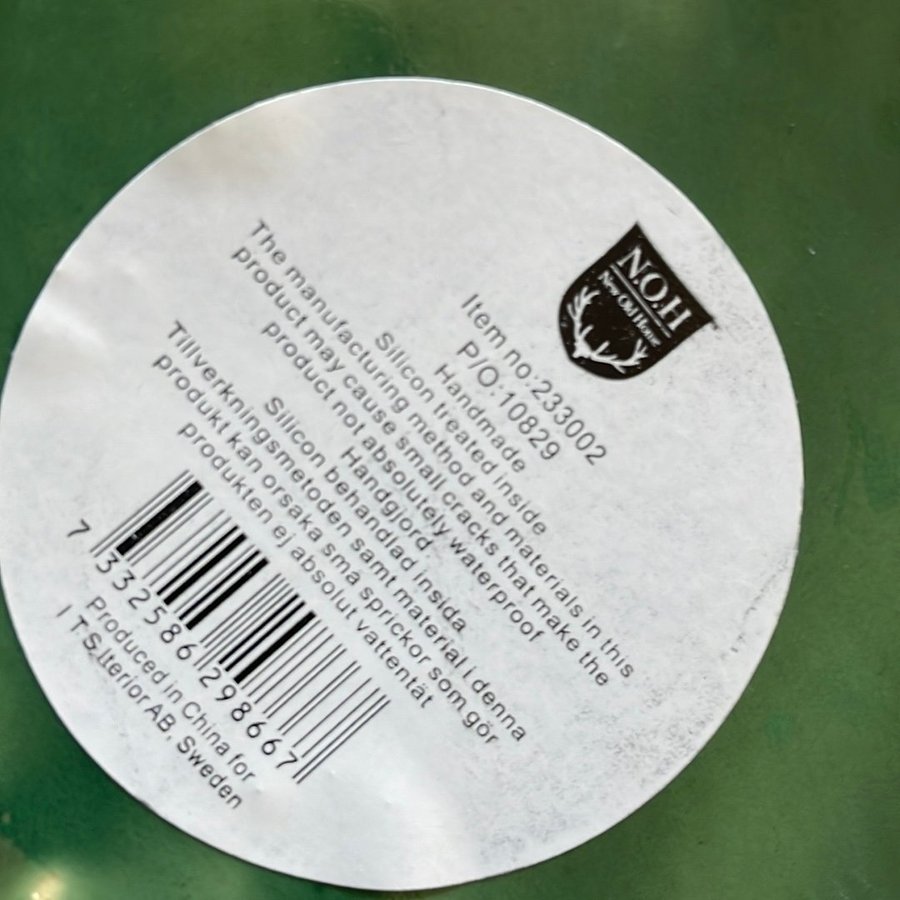 N.O.H
New Old Home
Item no:233002
P/O:10829
Handmade
Silicon treated inside
The manufacturing method and materials in this
product may cause small cracks that make the
product not absolutely waterproof
Handgjord
Silicon behandlad insida
Tillverkningsmetoden samt material i denna
produkt kan orsaka små sprickor som gör
produkten ej absolut vattentät
7 332586 298667
Produced in China for
I T.S.Iterior AB, Sweden